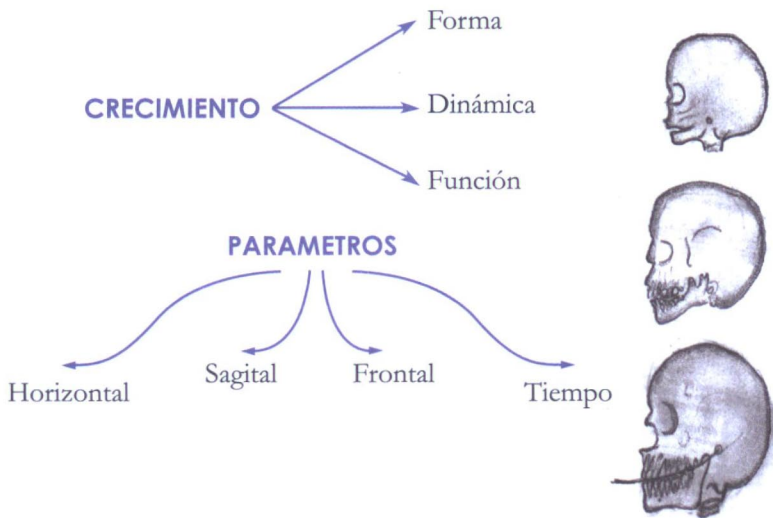 Forma
CRECIMIENTO
Dinámica
Función
PARAMETROS
Horizontal
Sagital
Frontal
Tiempo